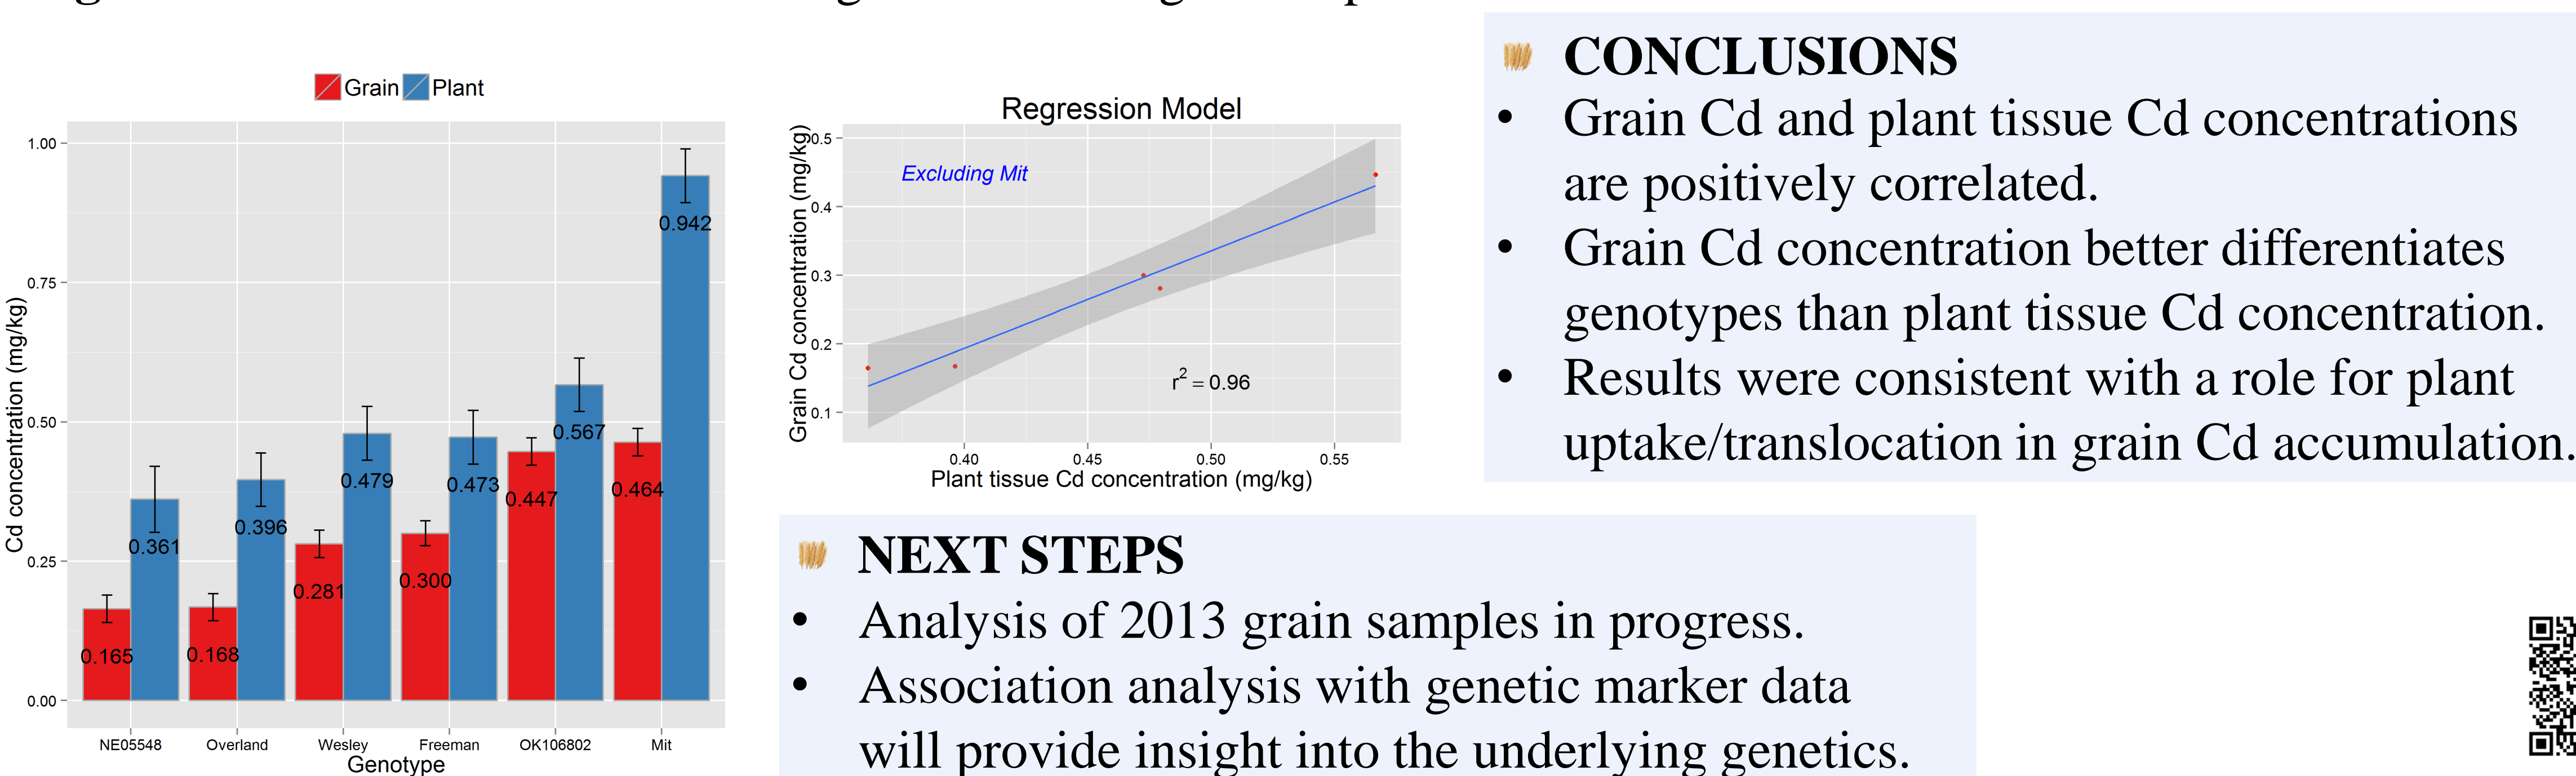 Grain Plant
1.00
0.75
0.50
0.25
0.00
Cd concentration (mg/kg)
0.165
0.361
0.168
0.396
0.281
0.479
0.300
0.473
0.447
0.567
0.464
0.942
NE05548 Overland Wesley Freeman OK106802 Mit
Genotype
Regression Model
Excluding Mit
r2 = 0.96
0.5
0.4
0.3
0.2
0.1
Grain Cd concentration (mg/kg)
0.40 0.45 0.50 0.55
Plant tissue Cd concentration (mg/kg)
CONCLUSIONS
• Grain Cd and plant tissue Cd concentrations
are positively correlated.
• Grain Cd concentration better differentiates
genotypes than plant tissue Cd concentration.
• Results were consistent with a role for plant
uptake/translocation in grain Cd accumulation.
NEXT STEPS
• Analysis of 2013 grain samples in progress.
• Association analysis with genetic marker data
will provide insight into the underlying genetics.